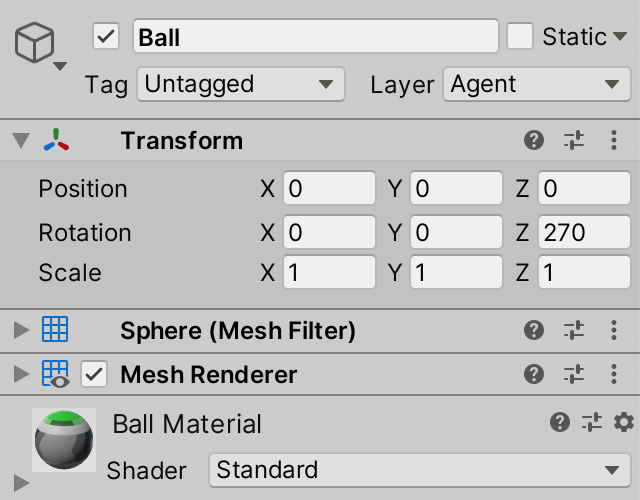 Ball Static
Tag Untagged Layer Agent
Transform
Position X 0 Y 0 Z 0
Rotation X 0 Y 0 Z 270
Scale X 1 Y 1 Z 1
Sphere (Mesh Filter)
Mesh Renderer
Ball Material
Shader Standard